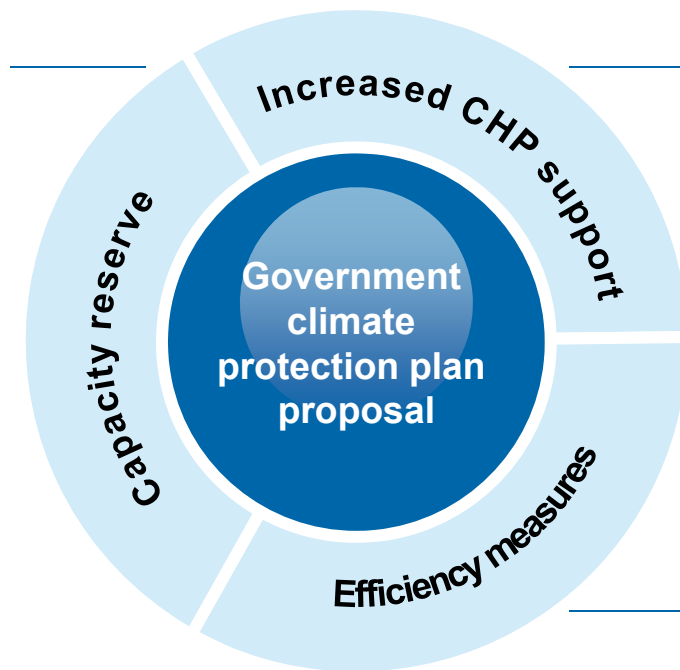 Increased CHP support
Capacity reserve
Government
climate
protection plan
proposal
Efficiency measures